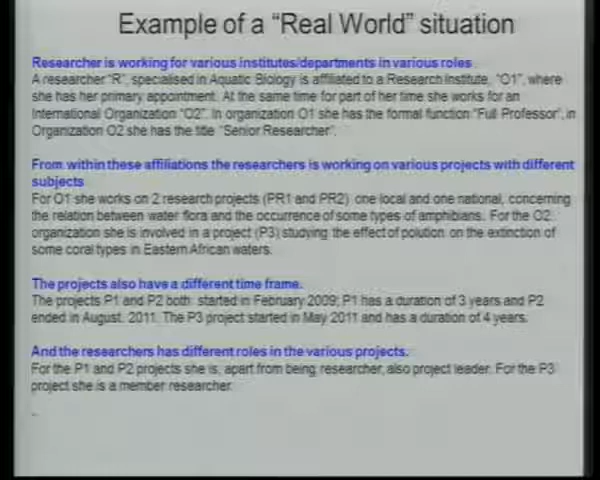 Example of a "Real World" situation
Researcher is working for various institutes/departments in various roles
A researcher "R", specialised in Aquatic Biology is affiliated to a Research Institute, "O1", where
she has her primary appointment. At the same time for part of her time she works for an
International Organization "O2". In organization O1 she has the formal function "Full Professor", in
Organization O2 she has the title "Senior Researcher".
From within these affiliations the researchers is working on various projects with different
subjects
For O1 she works on 2 research projects (PR1 and PR2) one local and one national, concerning
the relation between water flora and the occurrence of some types of amphibians. For the O2
organization she is involved in a project (P3) studying the effect of polution on the extinction of
some coral types in Eastern African waters.
The projects also have a different time frame.
The projects P1 and P2 both started in February 2009; P1 has a duration of 3 years and P2
ended in August, 2011. The P3 project started in May 2011 and has a duration of 4 years.
And the researchers has different roles in the various projects.
For the P1 and P2 projects she is, apart from being researcher, also project leader. For the P3
project she is a member researcher.